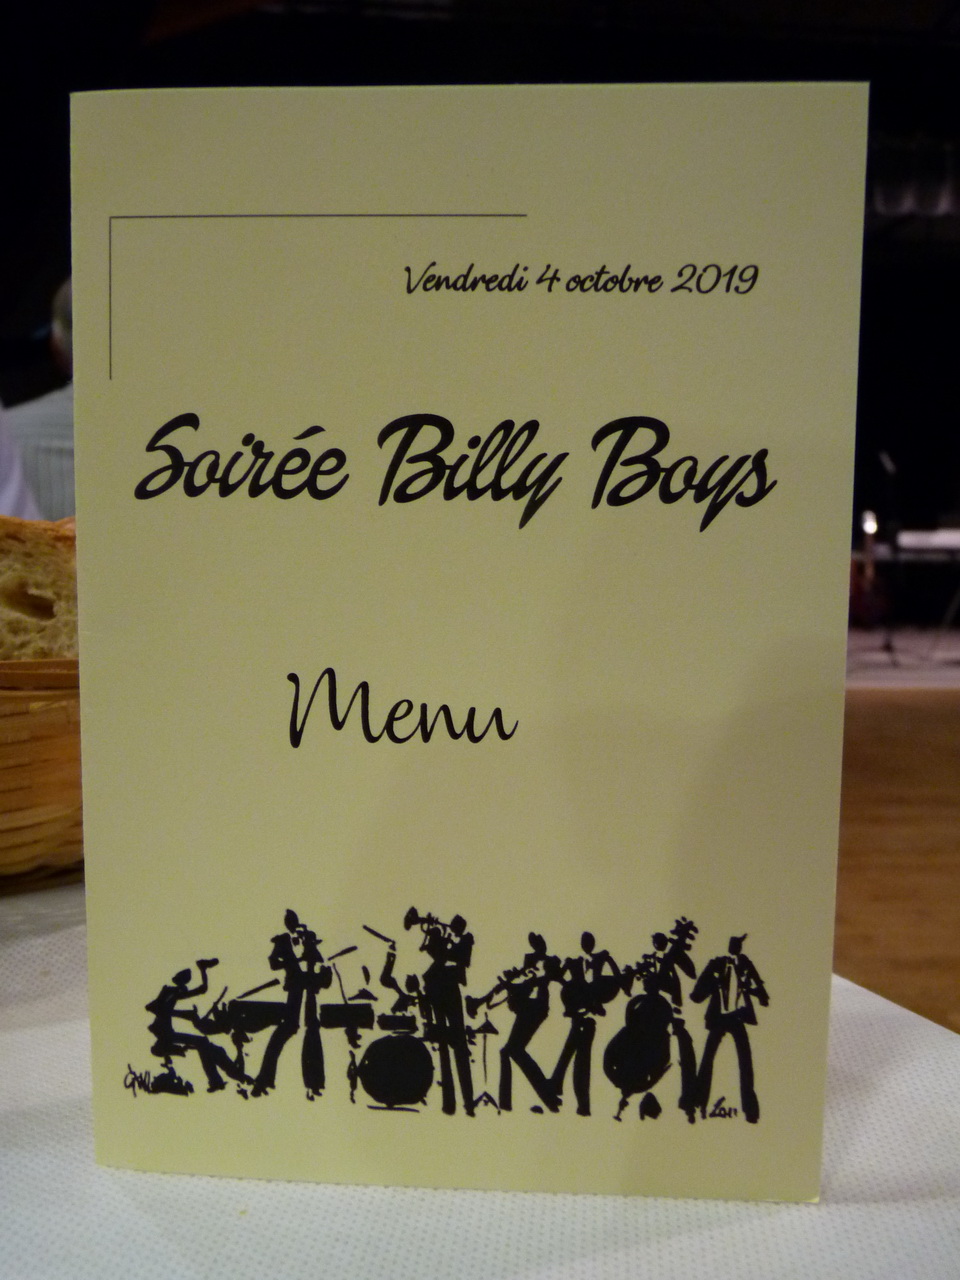 Vendredi 4 octobre 2019
Soirée Billy Boys
Menu